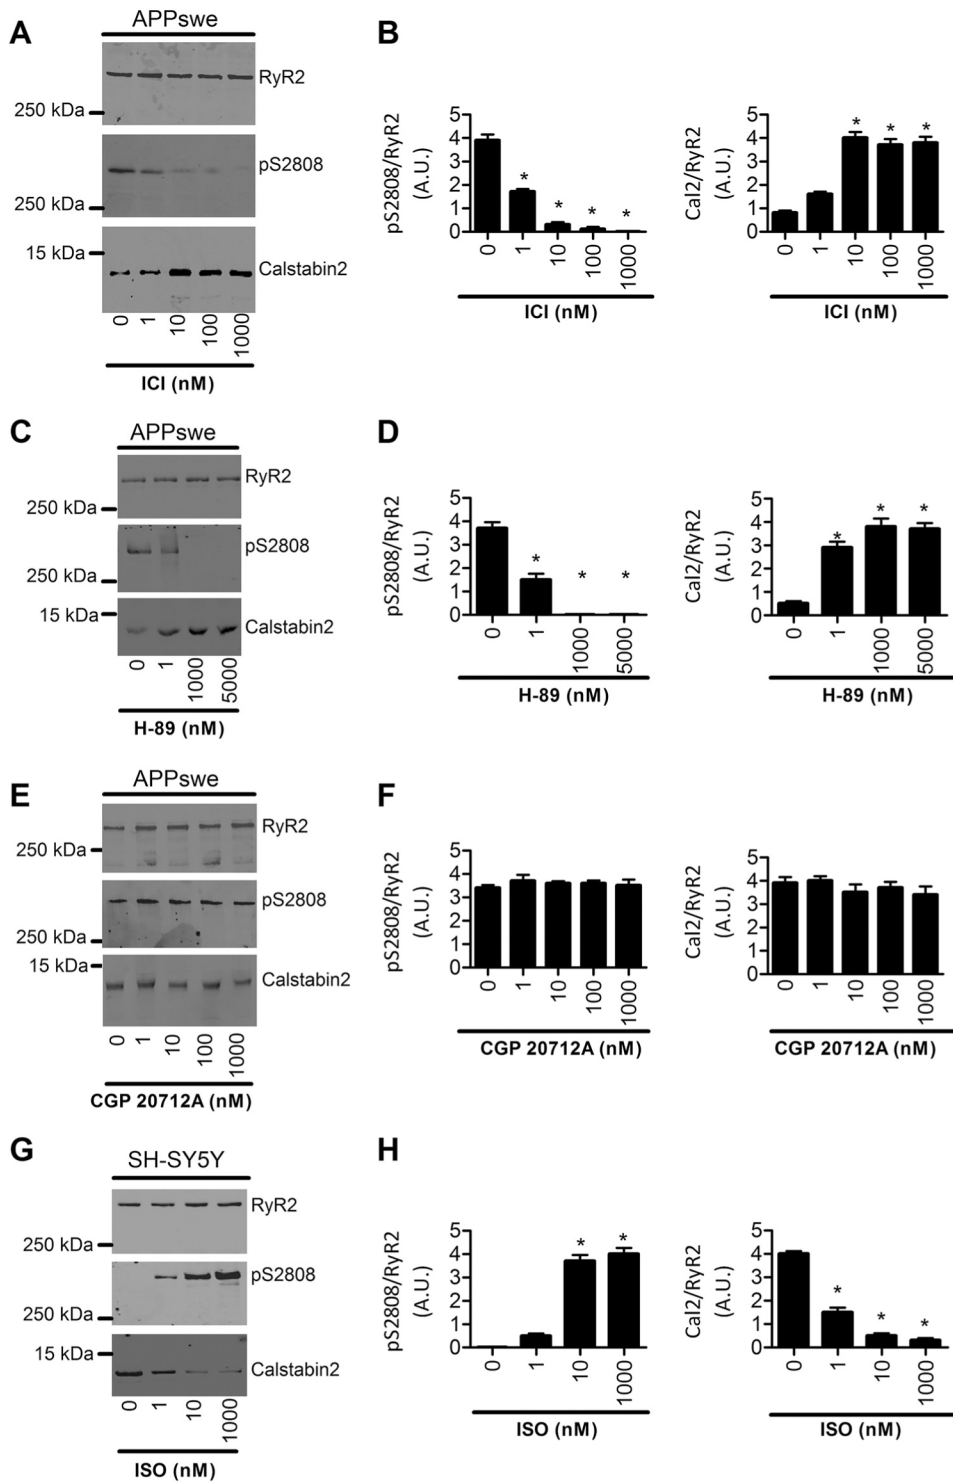 A
APPswe
RyR2
250 kDa
pS2808
250 kDa
15 kDa
Calstabin2
0 1 10 100 1000
ICI (nM)
B
pS2808/RyR2
(A.U.)
5
4
3
2
1
0
* * * *
0 1 10 100 1000
ICI (nM)
Cal2/RyR2
(A.U.)
5
4
3
2
1
0
* * *
0 1 10 100 1000
ICI (nM)
C
APPswe
RyR2
250 kDa
pS2808
250 kDa
15 kDa
Calstabin2
0 1 1000 5000
H-89 (nM)
D
pS2808/RyR2
(A.U.)
5
4
3
2
1
0
* * *
0 1 1000 5000
H-89 (nM)
Cal2/RyR2
(A.U.)
5
4
3
2
1
0
* * *
0 1 1000 5000
H-89 (nM)
E
APPswe
RyR2
250 kDa
pS2808
250 kDa
15 kDa
Calstabin2
0 1 10 100 1000
CGP 20712A (nM)
F
pS2808/RyR2
(A.U.)
5
4
3
2
1
0
0 1 10 100 1000
CGP 20712A (nM)
Cal2/RyR2
(A.U.)
5
4
3
2
1
0
0 1 10 100 1000
CGP 20712A (nM)
G
SH-SY5Y
RyR2
250 kDa
pS2808
250 kDa
15 kDa
Calstabin2
0 1 10 1000
ISO (nM)
H
pS2808/RyR2
(A.U.)
5
4
3
2
1
0
* *
0 1 10 1000
ISO (nM)
Cal2/RyR2
(A.U.)
5
4
3
2
1
0
* * *
0 1 10 1000
ISO (nM)